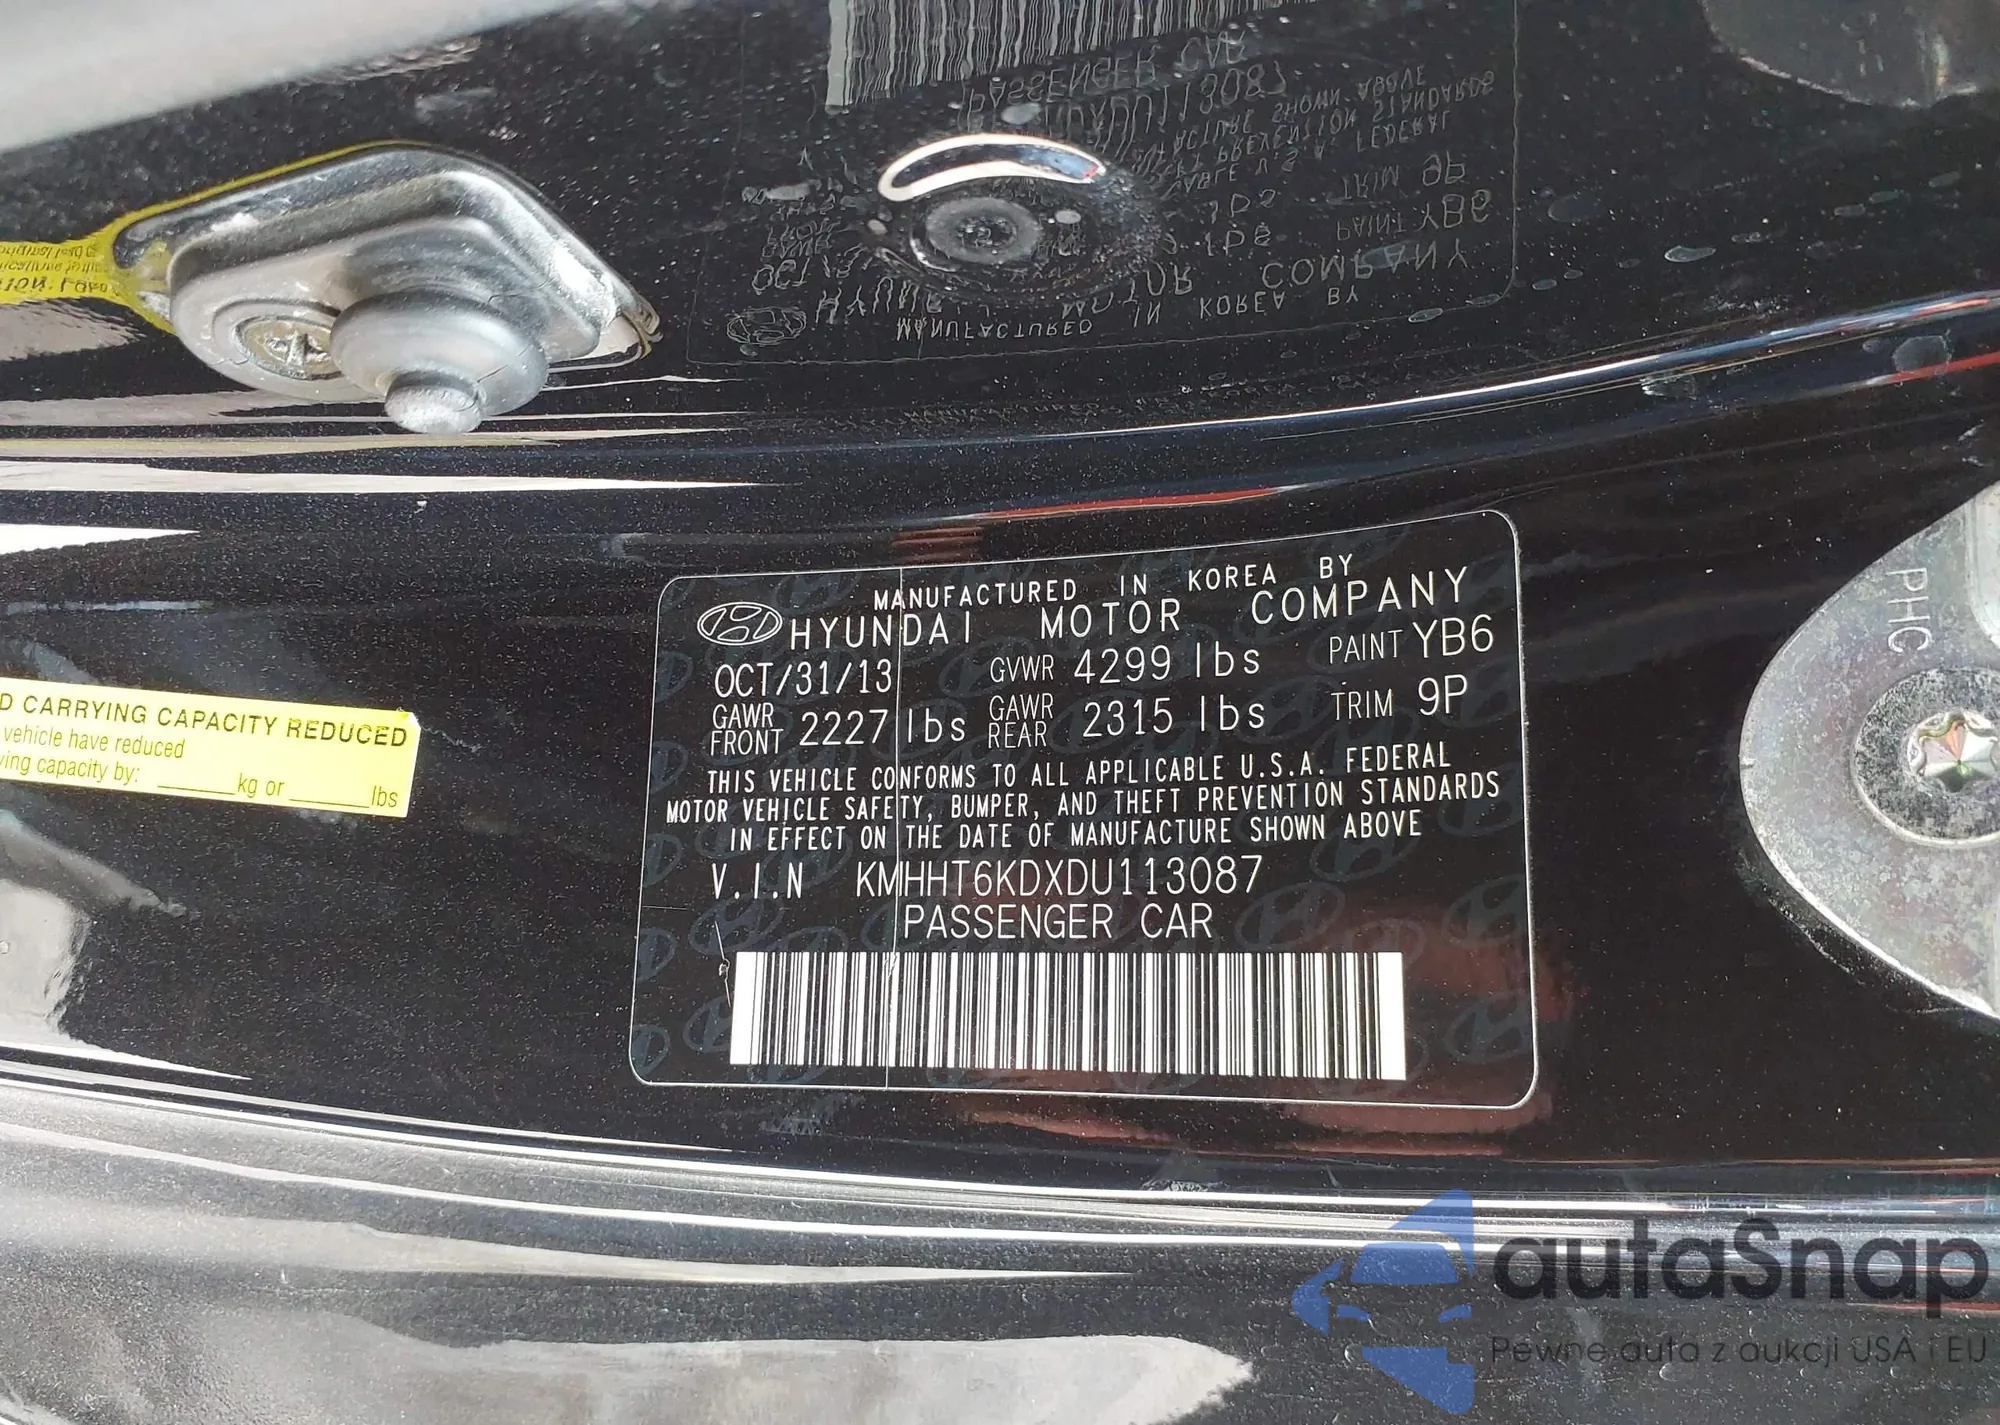 MANUFACTURED IN KOREA BY
HYUNDAI MOTOR COMPANY
OCT/31/13 GVWR 4299 lbs PAINT YB6
GAWR FRONT 2227 lbs GAWR REAR 2315 lbs TRIM 9P
THIS VEHICLE CONFORMS TO ALL APPLICABLE U.S.A. FEDERAL
MOTOR VEHICLE SAFETY, BUMPER, AND THEFT PREVENTION STANDARDS
IN EFFECT ON THE DATE OF MANUFACTURE SHOWN ABOVE
V.I.N KMHHT6KDXDU113087
PASSENGER CAR
D CARRYING CAPACITY REDUCED
vehicle have reduced
ying capacity by: ______kg or ______lbs
PHC
autaSnap
Pewne auta z aukcji USA i EU